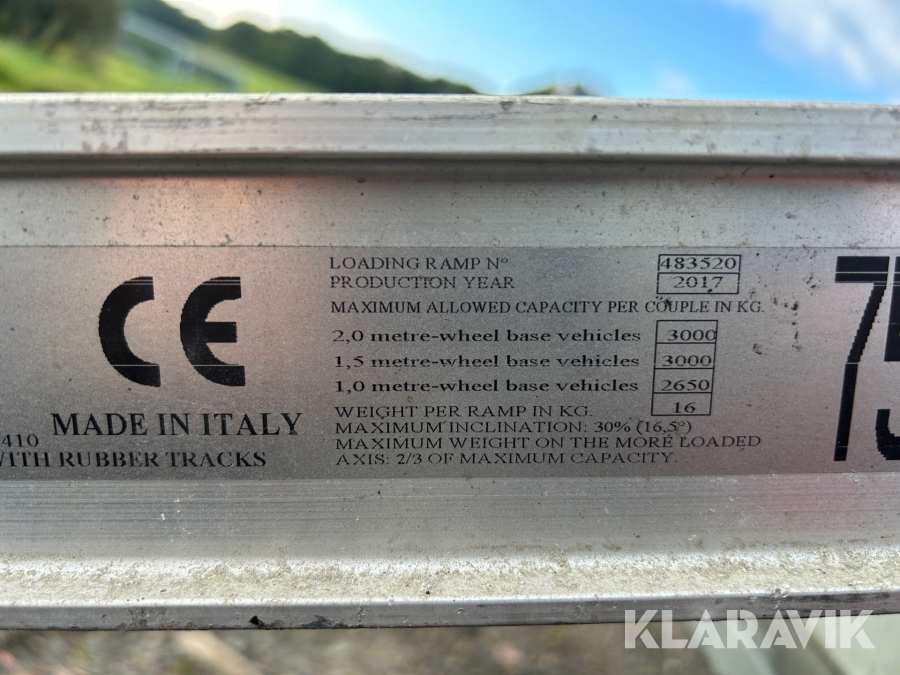 CE
MADE IN ITALY
410
WITH RUBBER TRACKS
LOADING RAMP Nº 483520
PRODUCTION YEAR 2017
MAXIMUM ALLOWED CAPACITY PER COUPLE IN KG.
2,0 metre-wheel base vehicles 3000
1,5 metre-wheel base vehicles 3000
1,0 metre-wheel base vehicles 2650
WEIGHT PER RAMP IN KG. 16
MAXIMUM INCLINATION: 30% (16,5°)
MAXIMUM WEIGHT ON THE MORE LOADED
AXIS: 2/3 OF MAXIMUM CAPACITY.
75
KLARAVIK